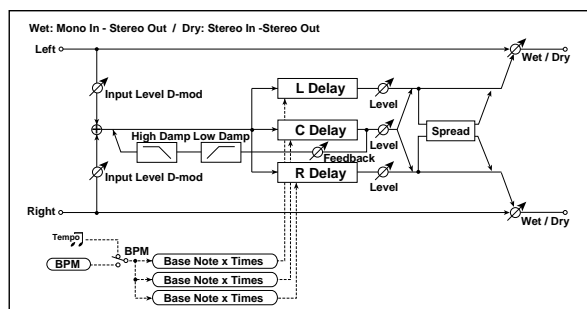 Wet: Mono In - Stereo Out / Dry: Stereo In -Stereo Out
Left
Wet / Dry
Input Level D-mod
L Delay
Level
High Damp Low Damp
C Delay
Level
Spread
Feedback
Input Level D-mod
R Delay
Level
Right
Wet / Dry
Tempo
BPM
BPM
Base Note x Times
Base Note x Times
Base Note x Times